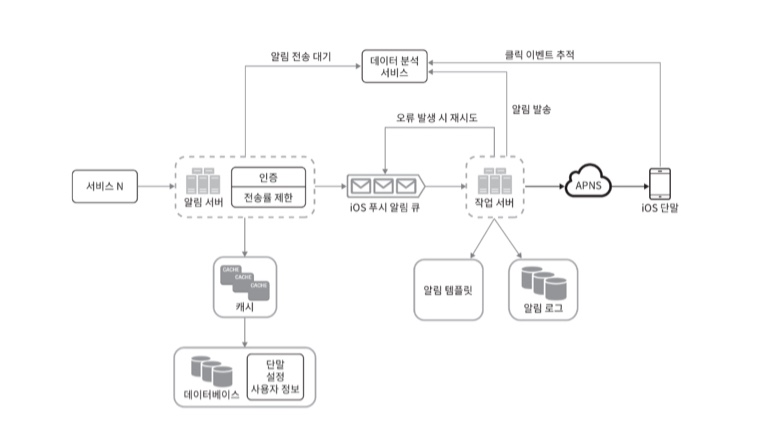 알림 전송 대기
데이터 분석
서비스
클릭 이벤트 추적
알림 발송
오류 발생 시 재시도
서비스 N
알림 서버
인증
전송률 제한
iOS 푸시 알림 큐
작업 서버
APNS
iOS 단말
CACHE
CACHE
CACHE
캐시
알림 템플릿
알림 로그
데이터베이스
단말
설정
사용자 정보